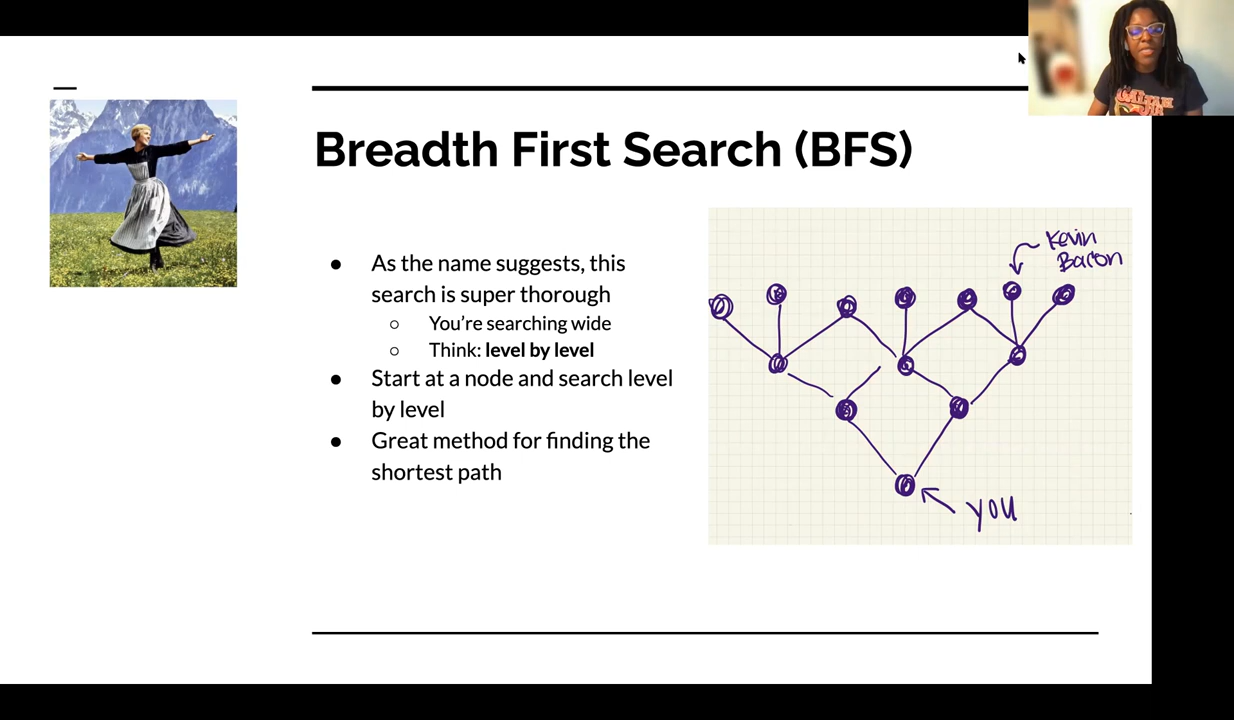 Breadth First Search (BFS)
● As the name suggests, this
search is super thorough
○ You're searching wide
○ Think: level by level
● Start at a node and search level
by level
● Great method for finding the
shortest path
Kevin
Bacon
YOU